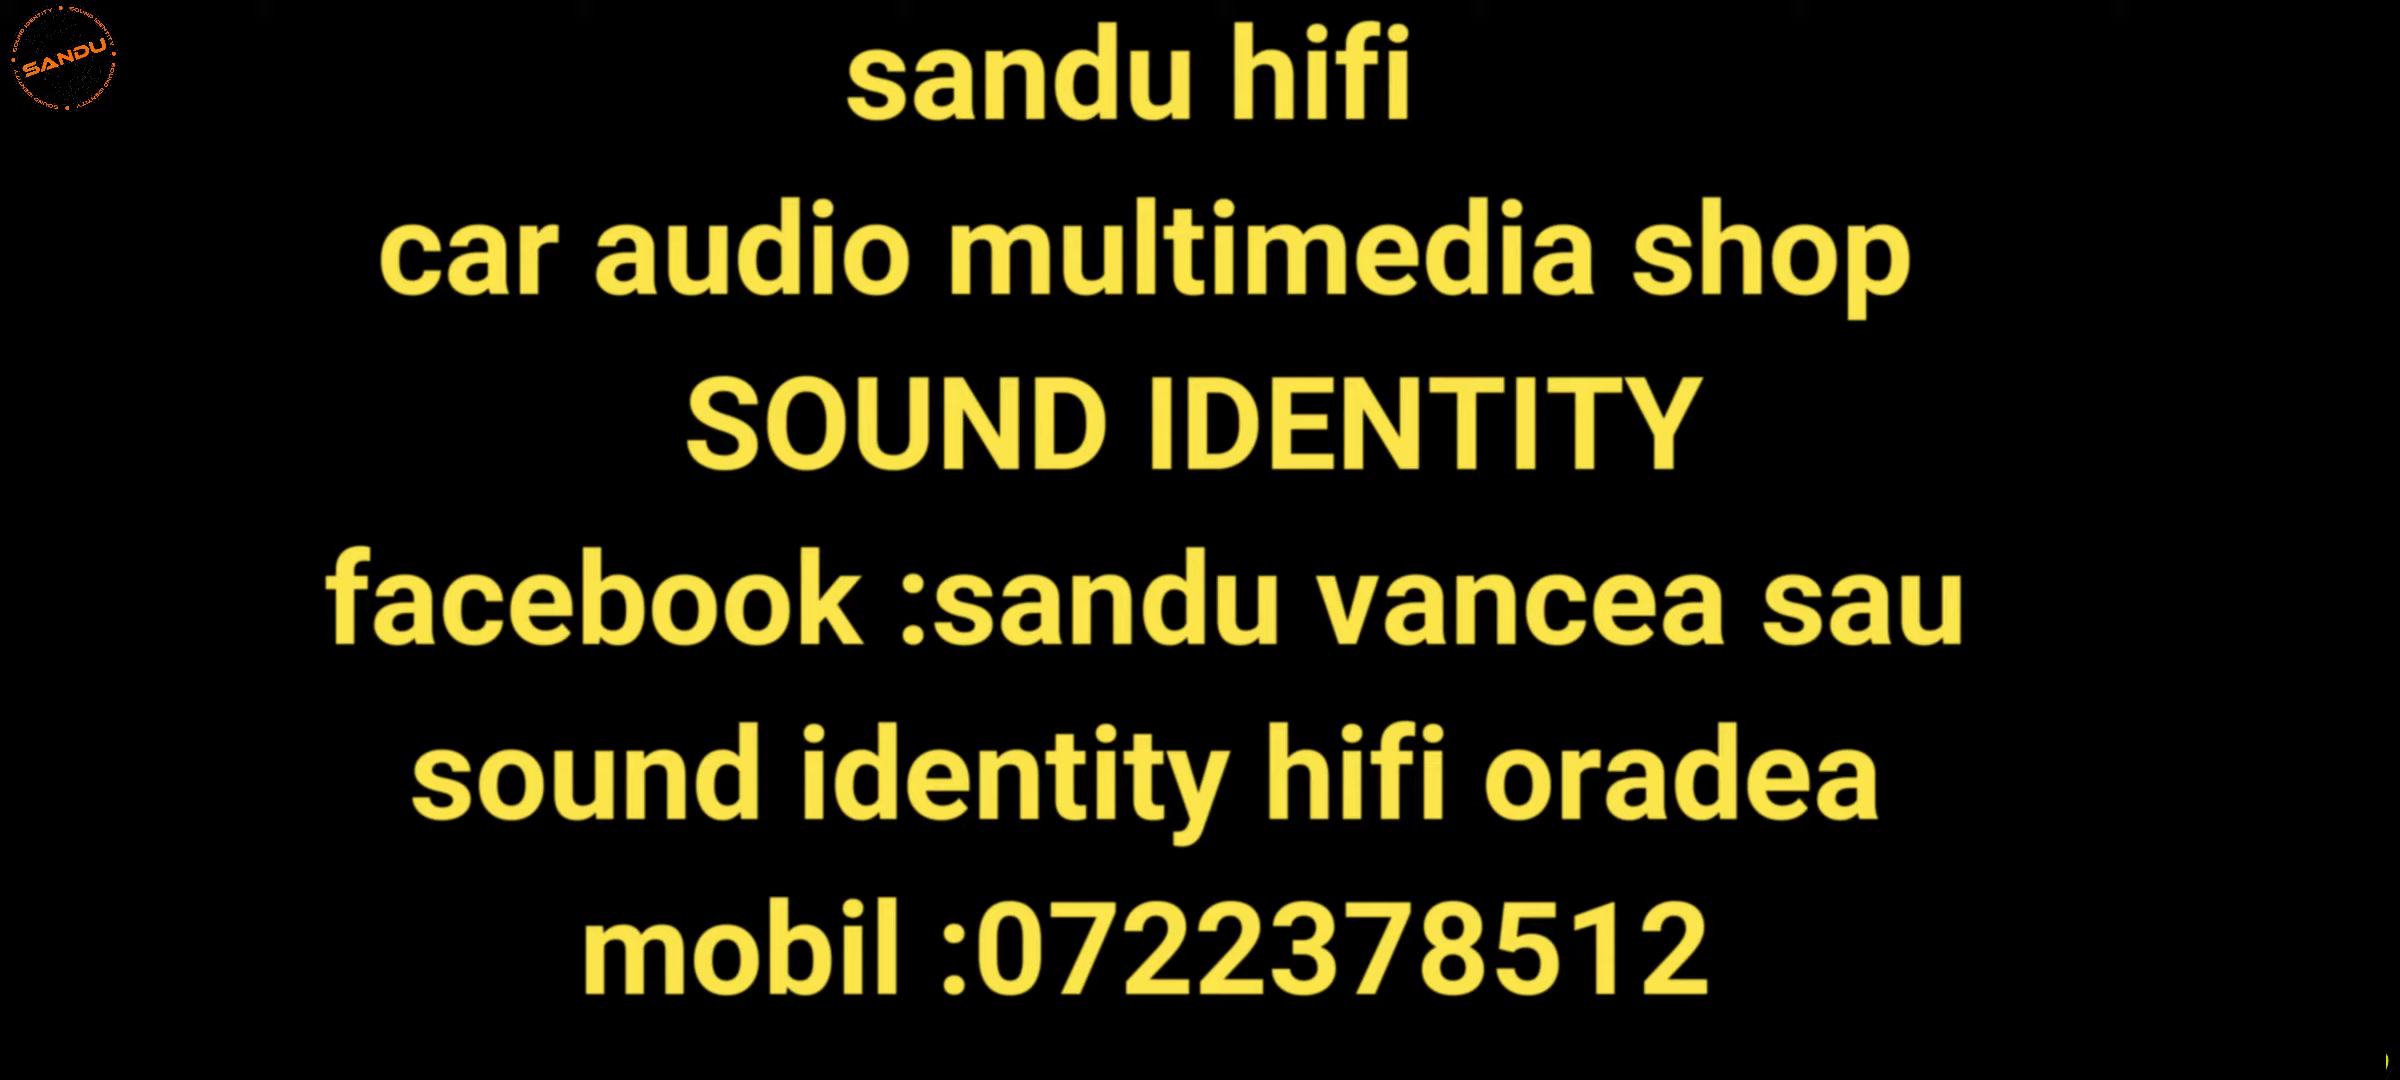 SANDU
sandu hifi
car audio multimedia shop
SOUND IDENTITY
facebook :sandu vancea sau
sound identity hifi oradea
mobil :0722378512